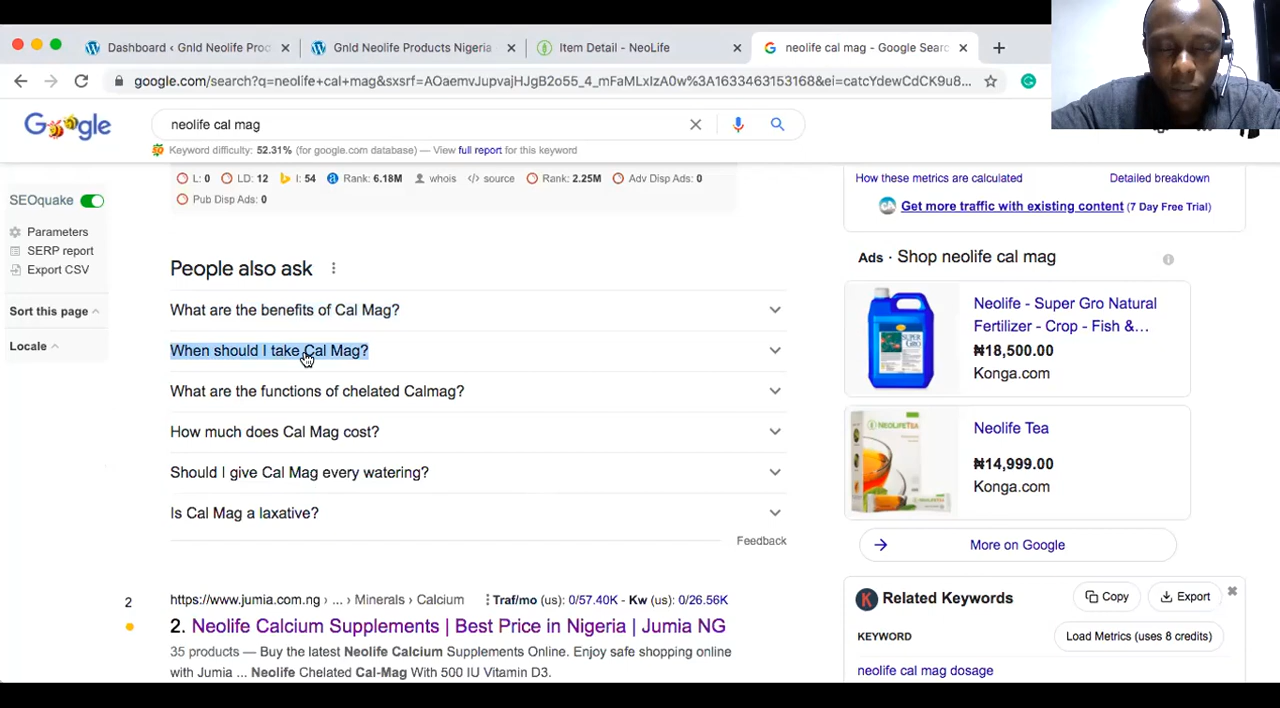 Dashboard ‹ Gnld Neolife Proc
Gnld Neolife Products Nigeria
Item Detail - NeoLife
neolife cal mag - Google Searc
google.com/search?q=neolife+cal+mag&sxsrf=AOaemvJupvajHJgB2o55_4_mFaMLxIzA0w%3A1633463153168&ei=catcYdewCdCK9u8...
Google
neolife cal mag
Keyword difficulty: 52.31% (for google.com database) — View full report for this keyword
L: 0 LD: 12 I: 54 Rank: 6.18M whois </> source Rank: 2.25M Adv Disp Ads: 0
Pub Disp Ads: 0
SEOquake
Parameters
SERP report
Export CSV
Sort this page
Locale
People also ask
What are the benefits of Cal Mag?
When should I take Cal Mag?
What are the functions of chelated Calmag?
How much does Cal Mag cost?
Should I give Cal Mag every watering?
Is Cal Mag a laxative?
Feedback
2
https://www.jumia.com.ng › ... › Minerals › Calcium
Traf/mo (us): 0/57.40K - Kw (us): 0/26.56K
2. Neolife Calcium Supplements | Best Price in Nigeria | Jumia NG
35 products — Buy the latest Neolife Calcium Supplements Online. Enjoy safe shopping online
with Jumia ... Neolife Chelated Cal-Mag With 500 IU Vitamin D3.
How these metrics are calculated
Detailed breakdown
Get more traffic with existing content (7 Day Free Trial)
Ads · Shop neolife cal mag
SUPER GRO
Neolife - Super Gro Natural
Fertilizer - Crop - Fish &...
₦18,500.00
Konga.com
NEOLIFETEA
Neolife Tea
₦14,999.00
Konga.com
More on Google
Related Keywords
Copy
Export
KEYWORD
Load Metrics (uses 8 credits)
neolife cal mag dosage